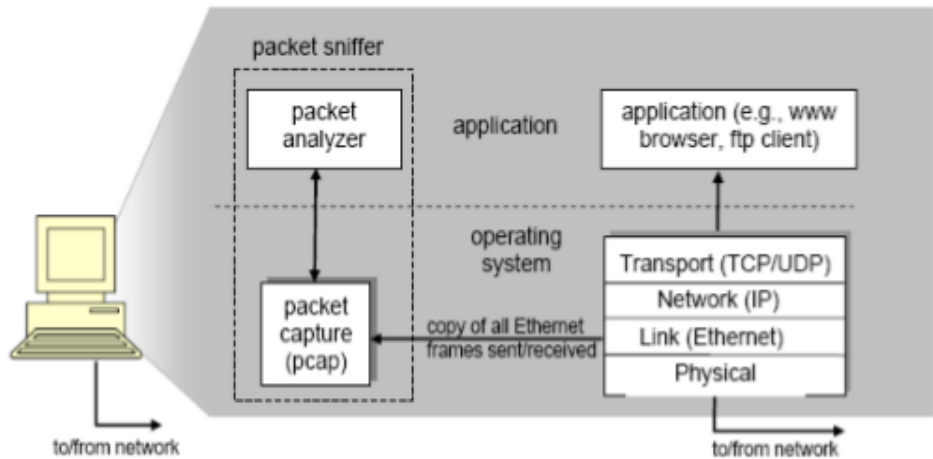 packet sniffer
packet
analyzer
application
application (e.g., www
browser, ftp client)
operating
system
packet
capture
(pcap)
copy of all Ethernet
frames sent/received
Transport (TCP/UDP)
Network (IP)
Link (Ethernet)
Physical
to/from network
to/from network